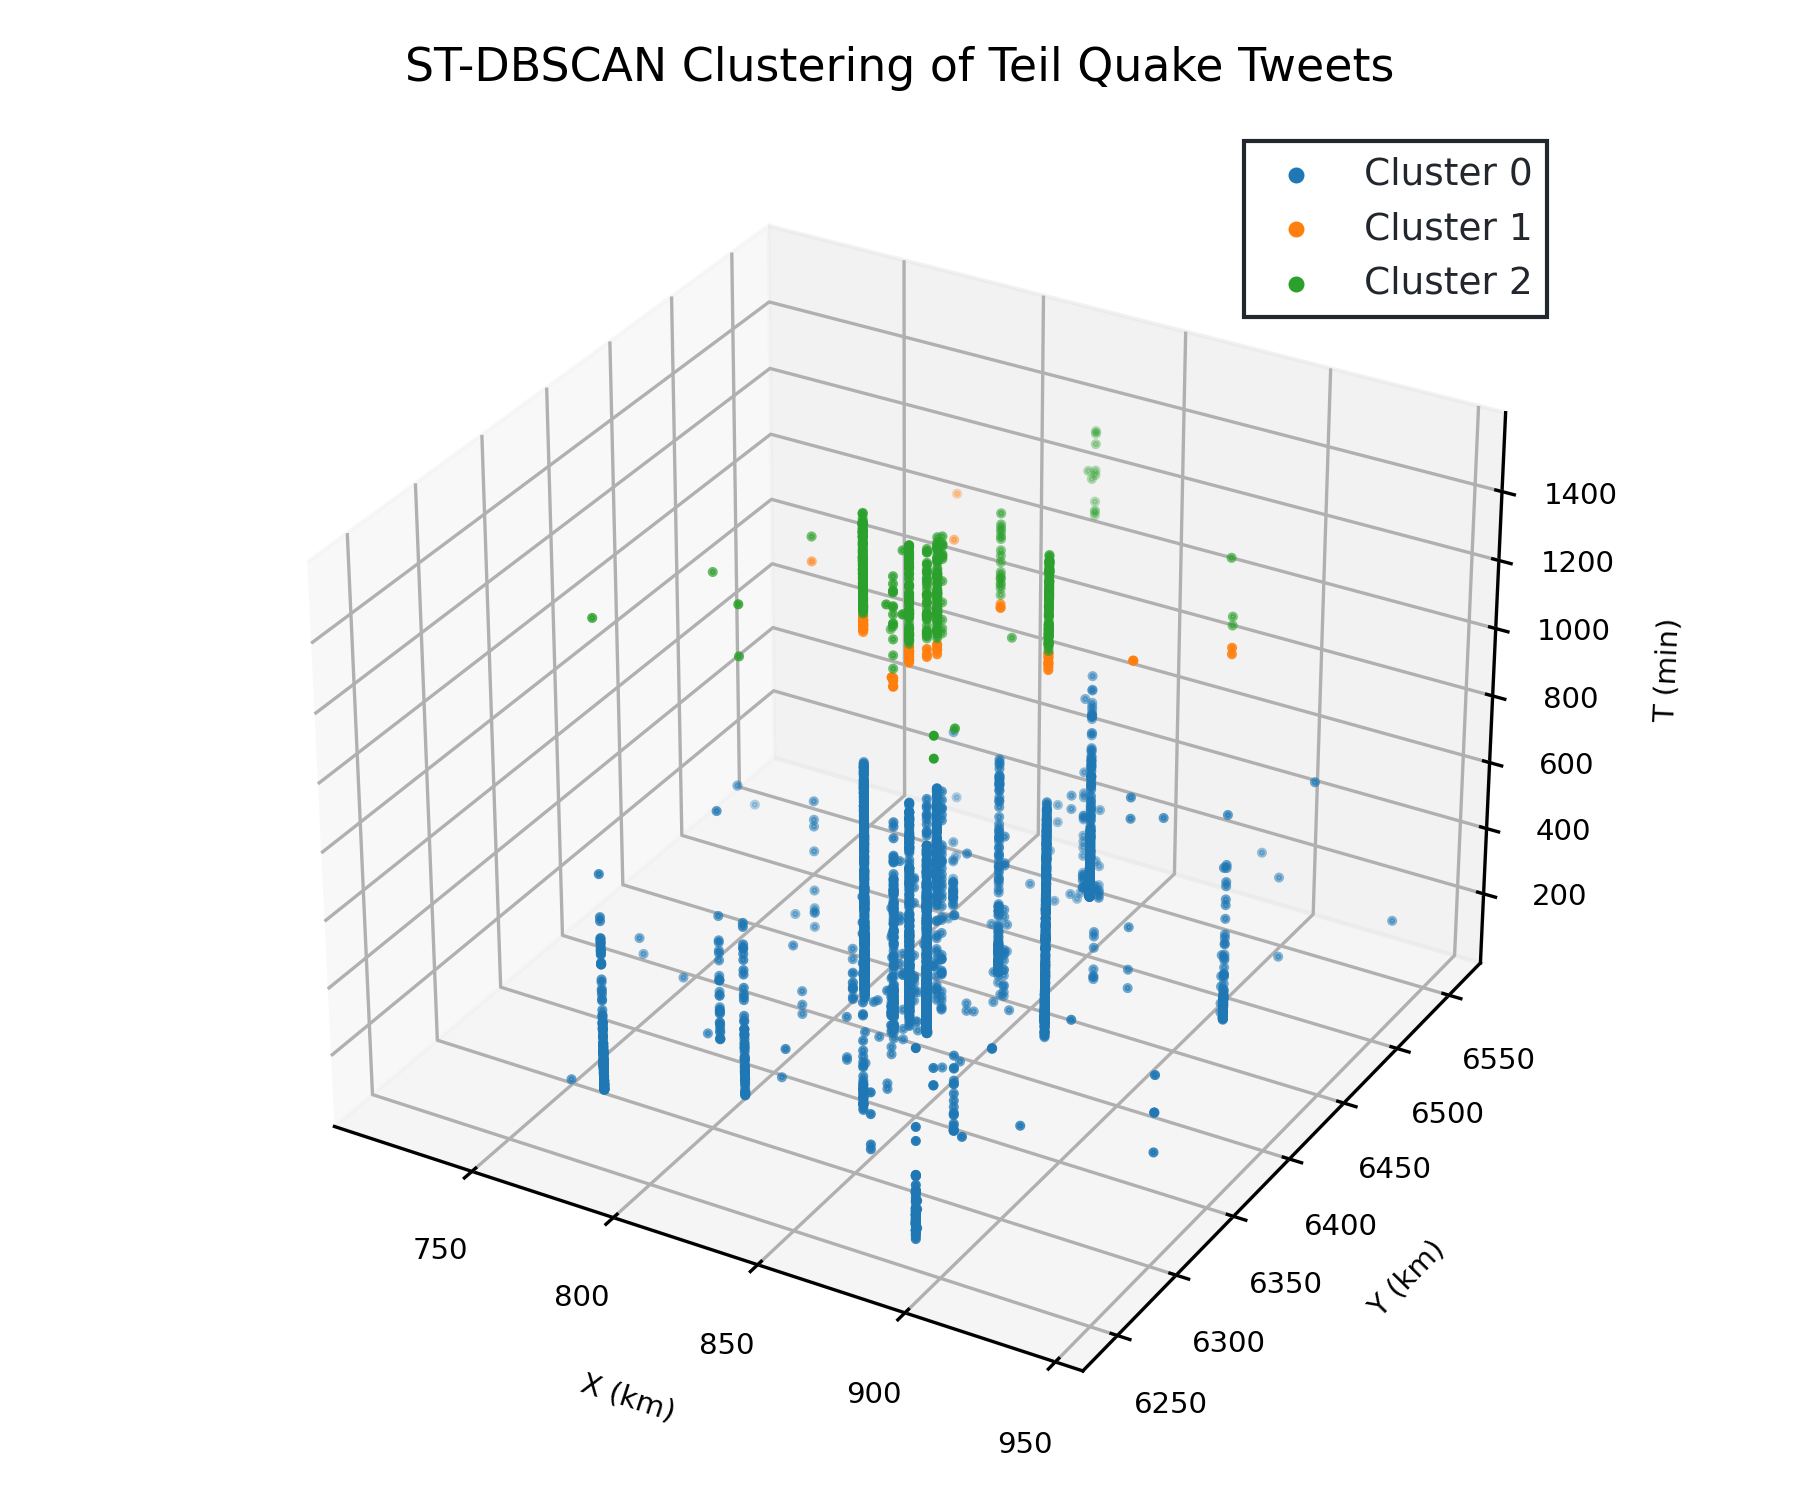 ST-DBSCAN Clustering of Teil Quake Tweets
Cluster 0
Cluster 1
Cluster 2
1400
1200
1000
800
600
400
200
T (min)
6550
6500
6450
6400
6350
6300
6250
Y (km)
750
800
850
900
950
X (km)